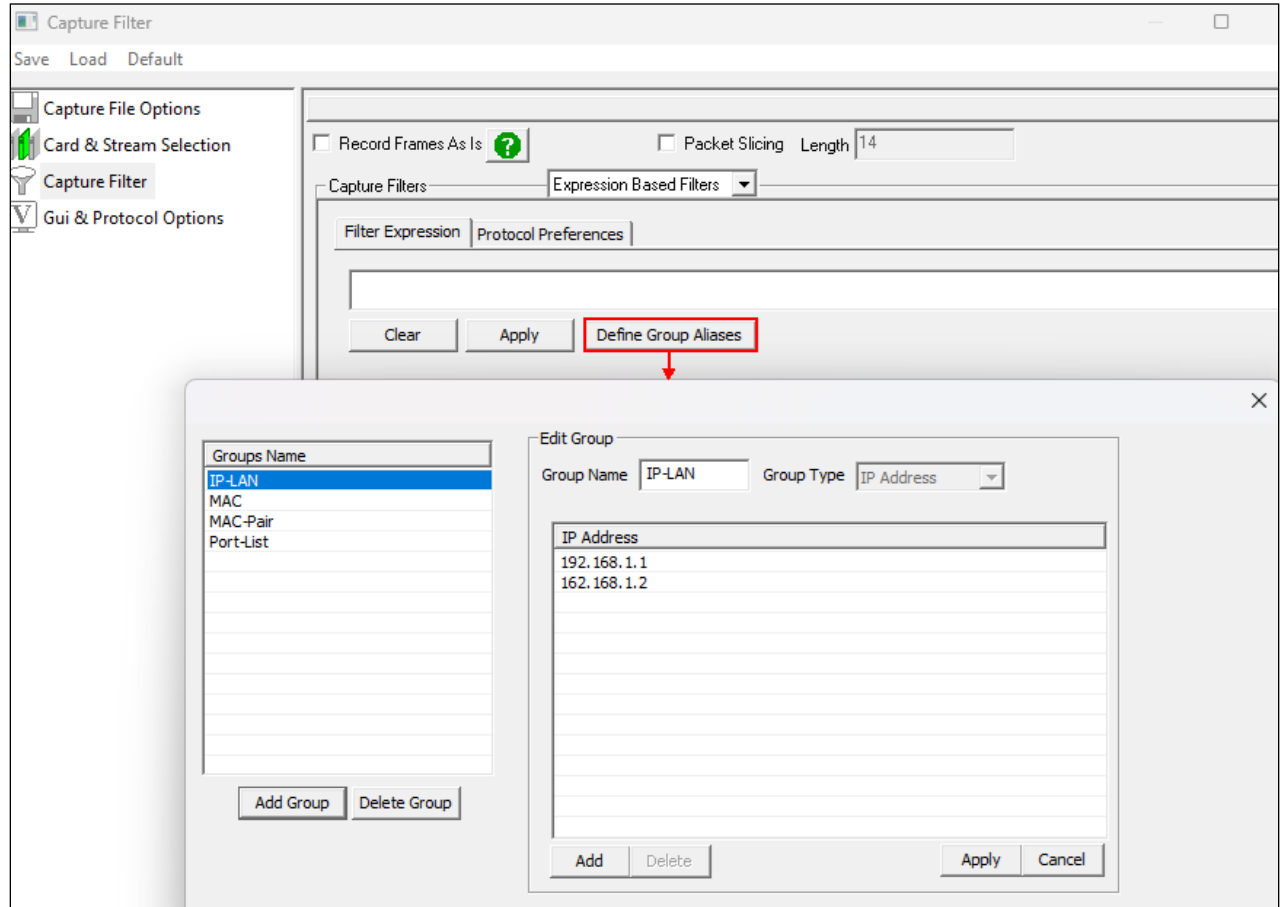 Capture Filter
Save Load Default
Capture File Options
Card & Stream Selection
Capture Filter
Gui & Protocol Options
Record Frames As Is ? Packet Slicing Length 14
Capture Filters Expression Based Filters
Filter Expression Protocol Preferences
Clear Apply Define Group Aliases
Groups Name
IP-LAN
MAC
MAC-Pair
Port-List
Add Group Delete Group
Edit Group
Group Name IP-LAN Group Type IP Address
IP Address
192.168.1.1
162.168.1.2
Add Delete Apply Cancel